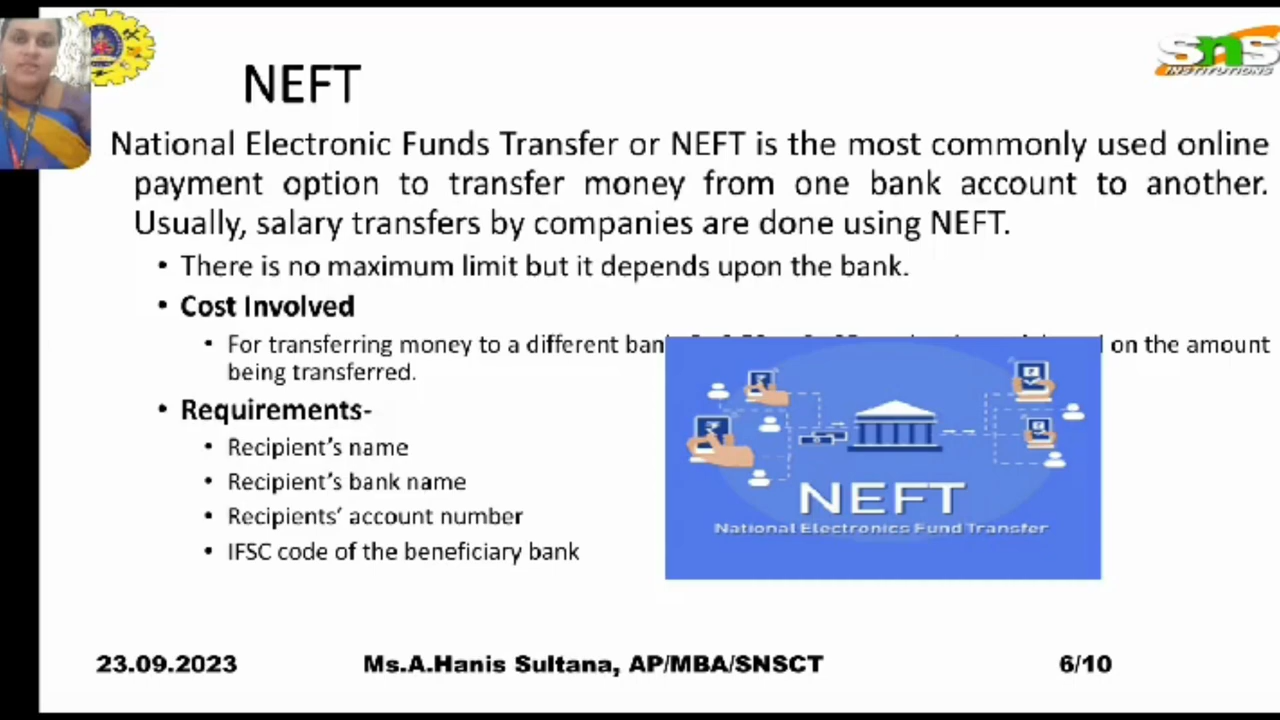 sns
INSTITUTIONS
NEFT
National Electronic Funds Transfer or NEFT is the most commonly used online
payment option to transfer money from one bank account to another.
Usually, salary transfers by companies are done using NEFT.
• There is no maximum limit but it depends upon the bank.
• Cost Involved
• For transferring money to a different bank on the amount
being transferred.
• Requirements-
• Recipient's name
• Recipient's bank name
• Recipients' account number
• IFSC code of the beneficiary bank
NEFT
National Electronics Fund Transfer
23.09.2023 Ms.A.Hanis Sultana, AP/MBA/SNSCT 6/10